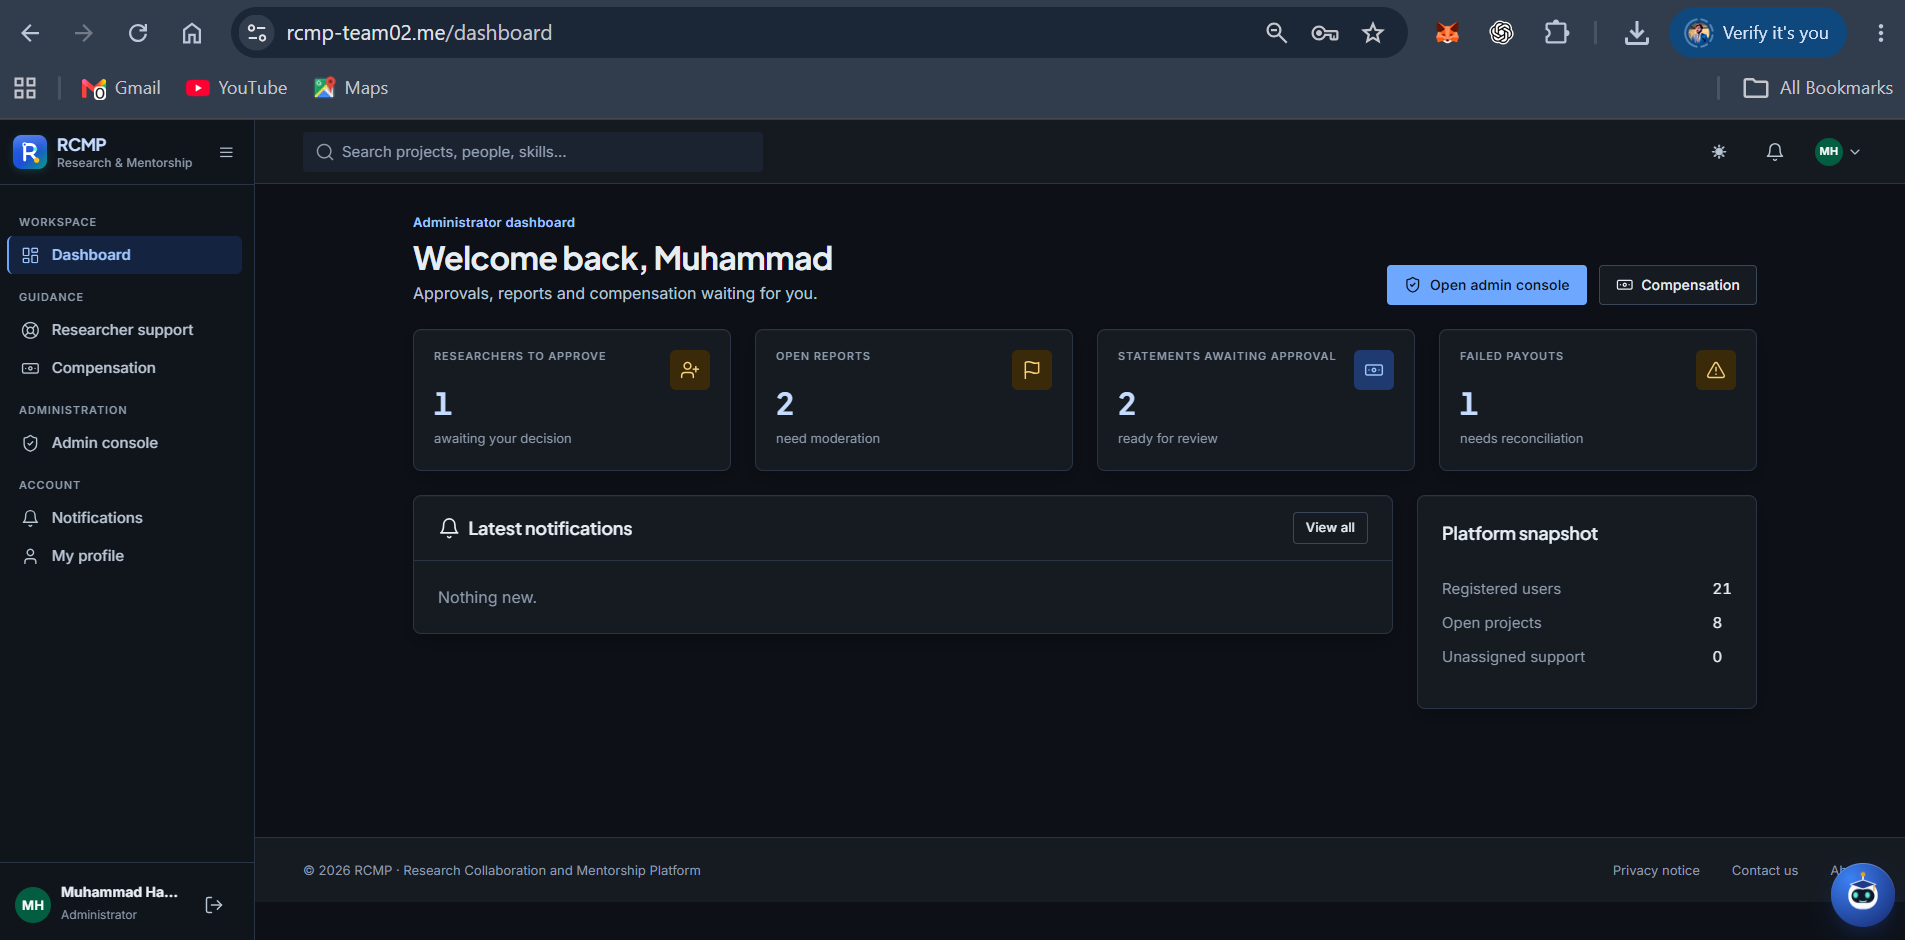 rcmp-team02.me/dashboard
Verify it's you
Gmail
YouTube
Maps
All Bookmarks
RCMP
Research & Mentorship
Search projects, people, skills...
MH
WORKSPACE
Dashboard
GUIDANCE
Researcher support
Compensation
ADMINISTRATION
Admin console
ACCOUNT
Notifications
My profile
Administrator dashboard
Welcome back, Muhammad
Approvals, reports and compensation waiting for you.
Open admin console
Compensation
RESEARCHERS TO APPROVE
1
awaiting your decision
OPEN REPORTS
2
need moderation
STATEMENTS AWAITING APPROVAL
2
ready for review
FAILED PAYOUTS
1
needs reconciliation
Latest notifications
View all
Nothing new.
Platform snapshot
Registered users 21
Open projects 8
Unassigned support 0
© 2026 RCMP · Research Collaboration and Mentorship Platform
Privacy notice
Contact us
MH
Muhammad Ha...
Administrator